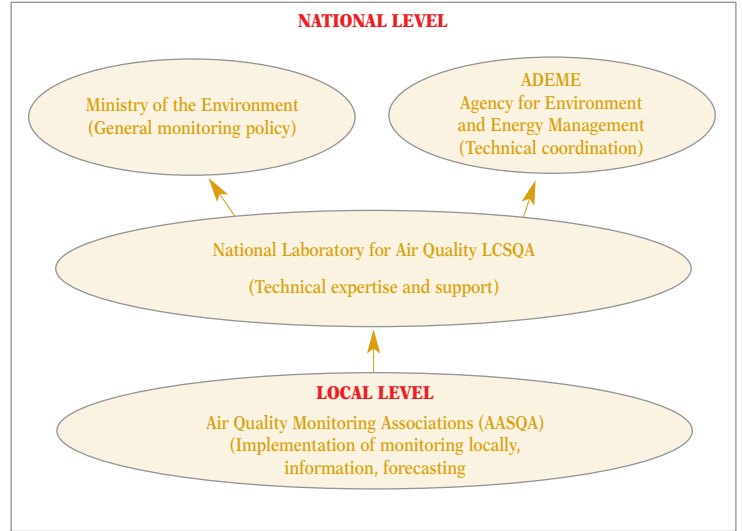 NATIONAL LEVEL
Ministry of the Environment
(General monitoring policy)
ADEME
Agency for Environment
and Energy Management
(Technical coordination)
National Laboratory for Air Quality LCSQA
(Technical expertise and support)
LOCAL LEVEL
Air Quality Monitoring Associations (AASQA)
(Implementation of monitoring locally,
information, forecasting